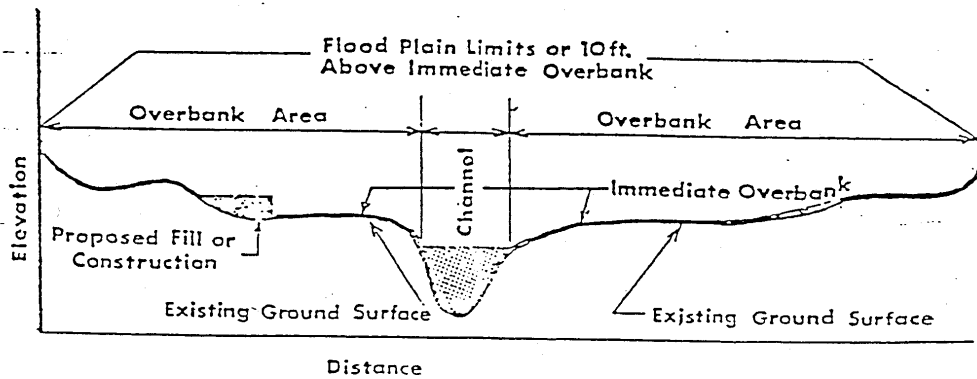 Flood Plain Limits or 10ft.
Above Immediate Overbank
Overbank Area
Overbank Area
Elevation
Channel
Immediate Overbank
Proposed Fill or
Construction
Existing Ground Surface
Existing Ground Surface
Distance